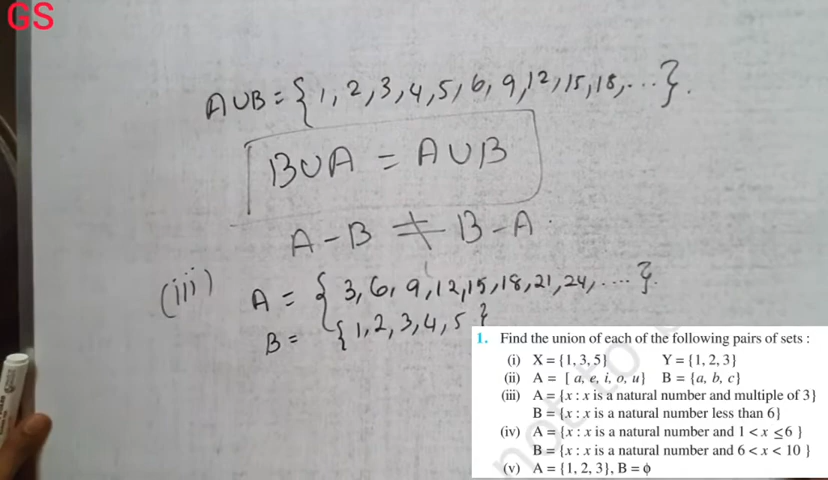 GS
A∪B = { 1, 2, 3, 4, 5, 6, 9, 12, 15, 18, ... }.
B∪A = A∪B
A - B ≠ B - A.
(iii) A = { 3, 6, 9, 12, 15, 18, 21, 24, .... }.
B = { 1, 2, 3, 4, 5 }
1. Find the union of each of the following pairs of sets :
(i) X = {1, 3, 5} Y = {1, 2, 3}
(ii) A = [ a, e, i, o, u} B = {a, b, c}
(iii) A = {x : x is a natural number and multiple of 3}
B = {x : x is a natural number less than 6}
(iv) A = {x : x is a natural number and 1 < x ≤6 }
B = {x : x is a natural number and 6 < x < 10 }
(v) A = {1, 2, 3}, B = ϕ